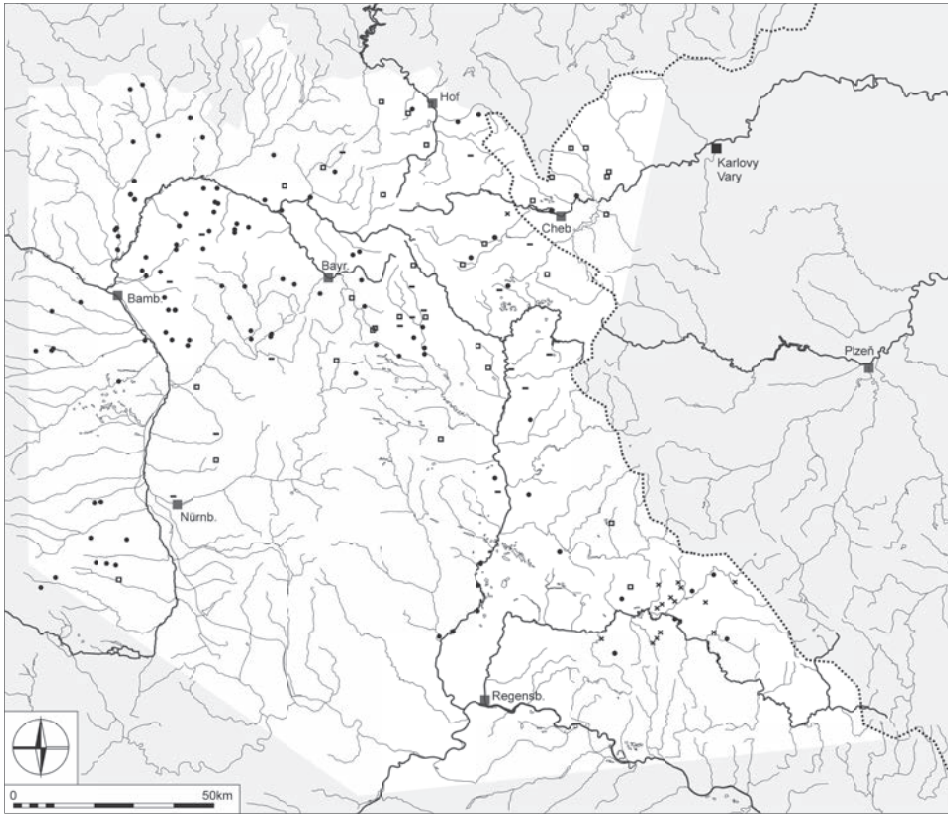 Hof
Karlovy
Vary
Cheb
Bayr.
Bamb.
Plzeň
Nürnb.
Regensb.
0 50km